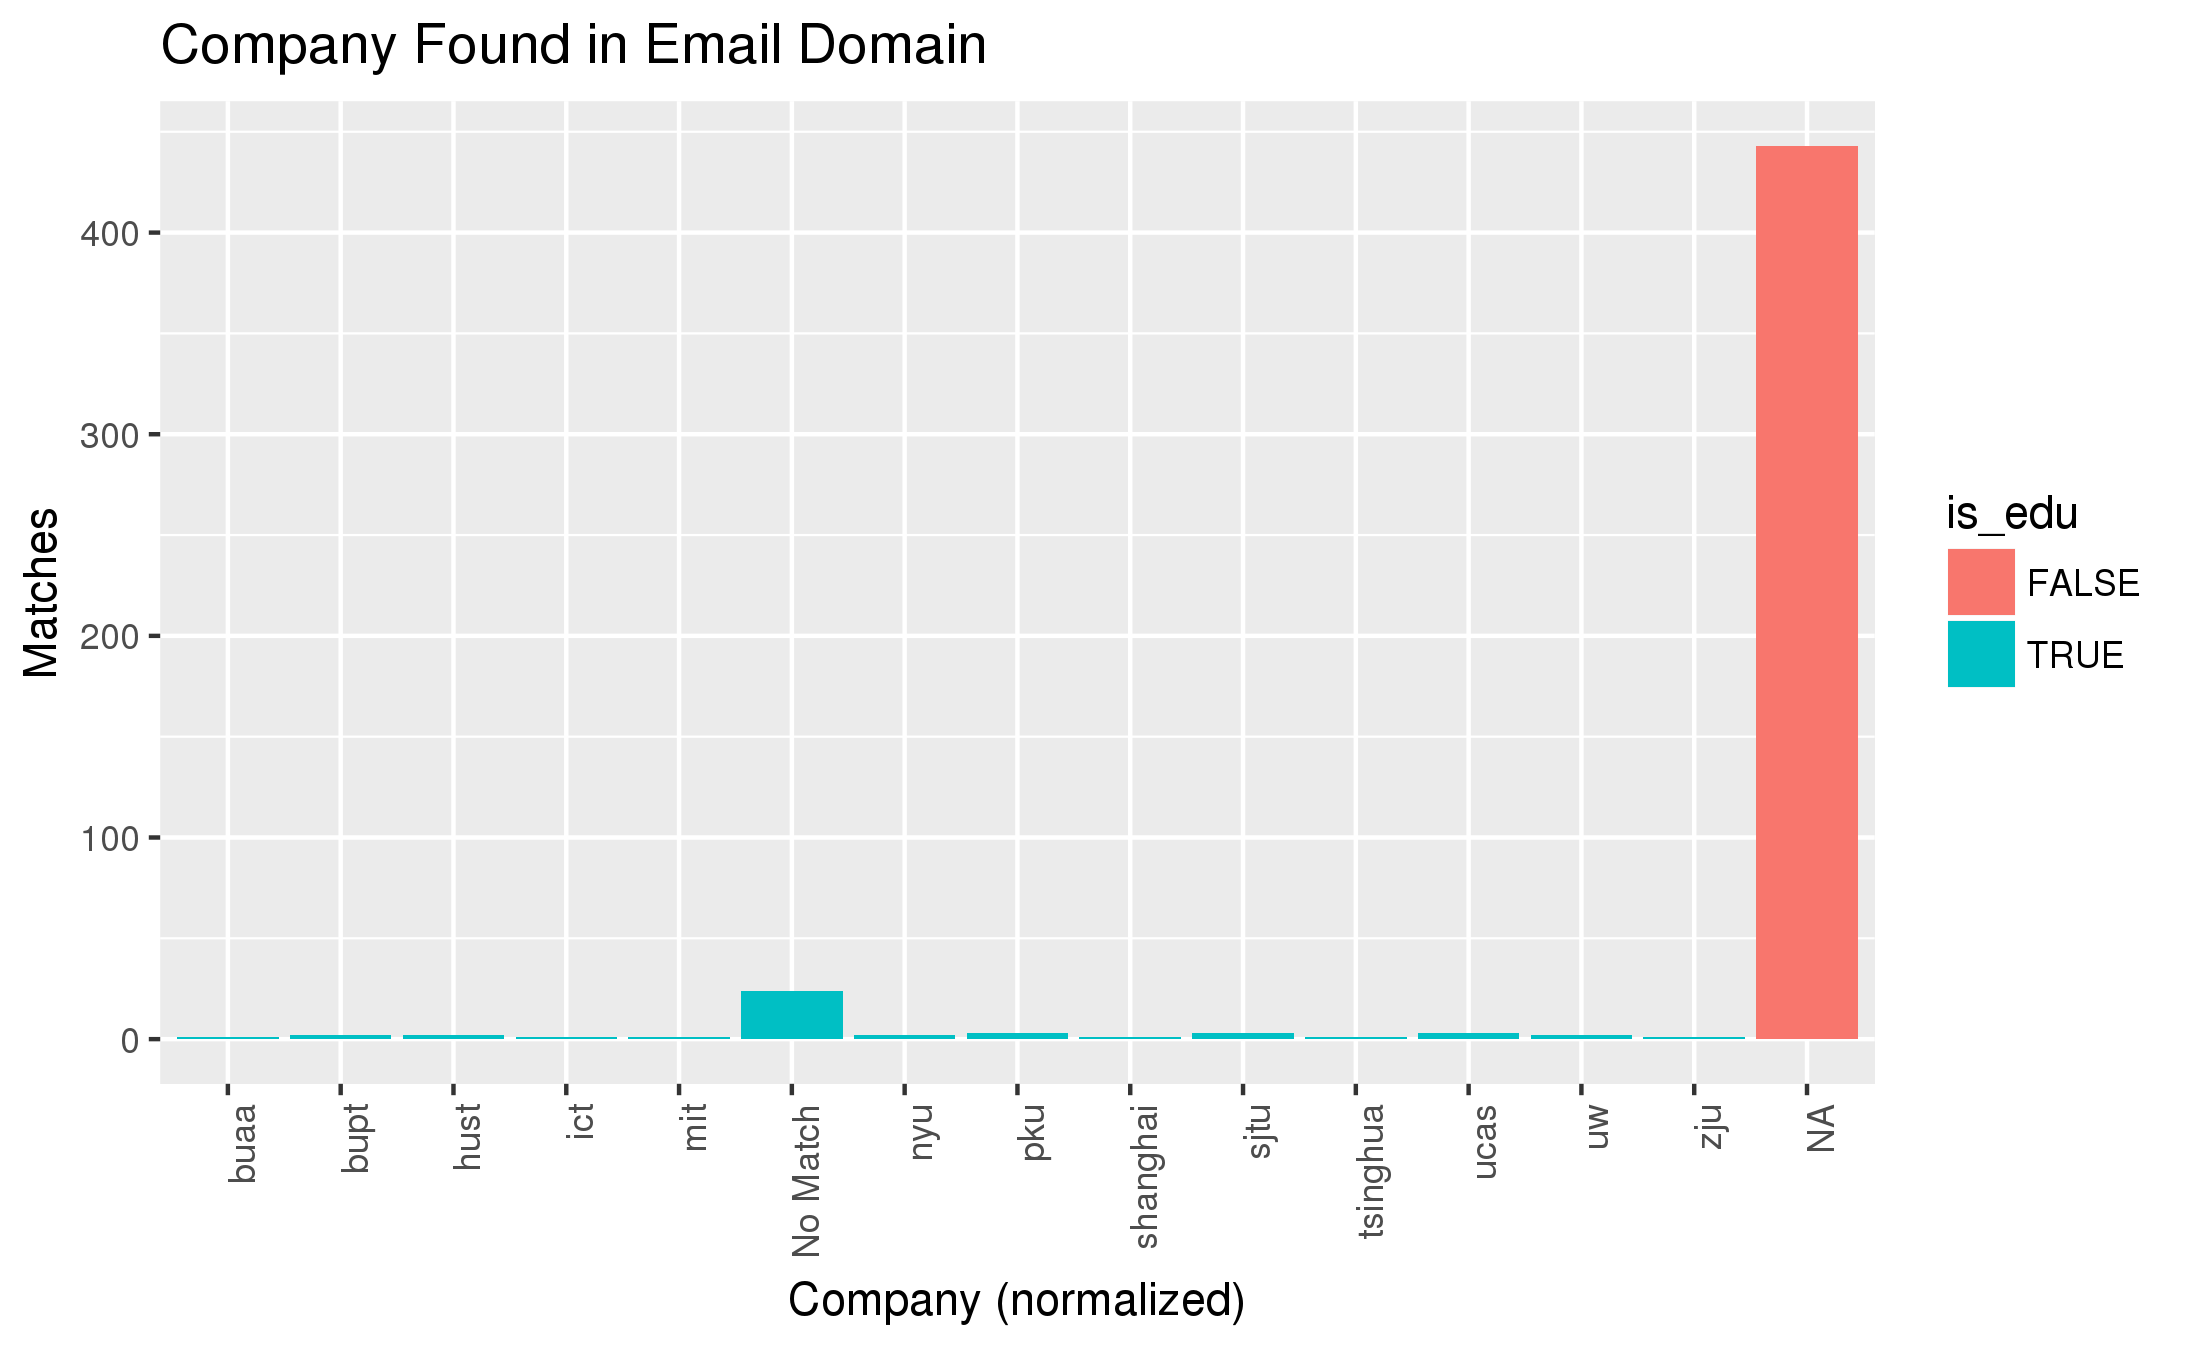 Company Found in Email Domain
Matches
400
300
200
100
0
buaa
bupt
hust
ict
mit
No Match
nyu
pku
shanghai
sjtu
tsinghua
ucas
uw
zju
NA
Company (normalized)
is_edu
FALSE
TRUE